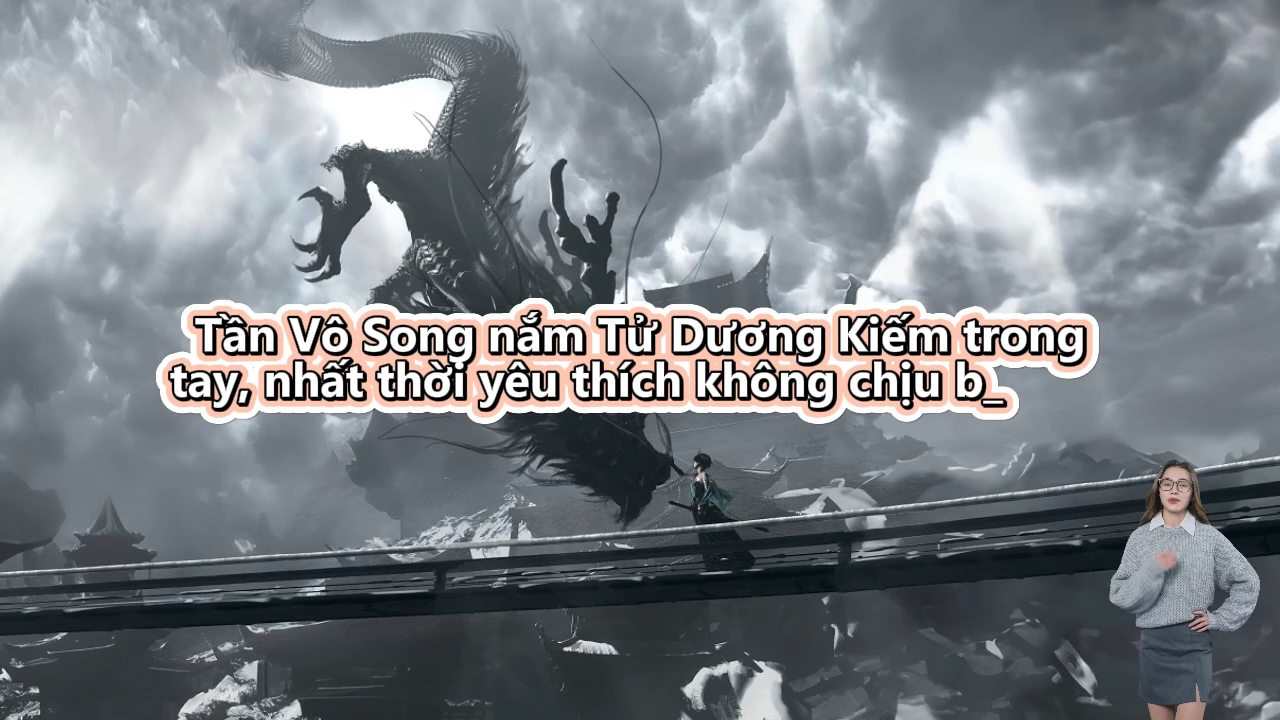 Tần Vô Song nắm Tử Dương Kiếm trong
tay, nhất thời yêu thích không chịu b_